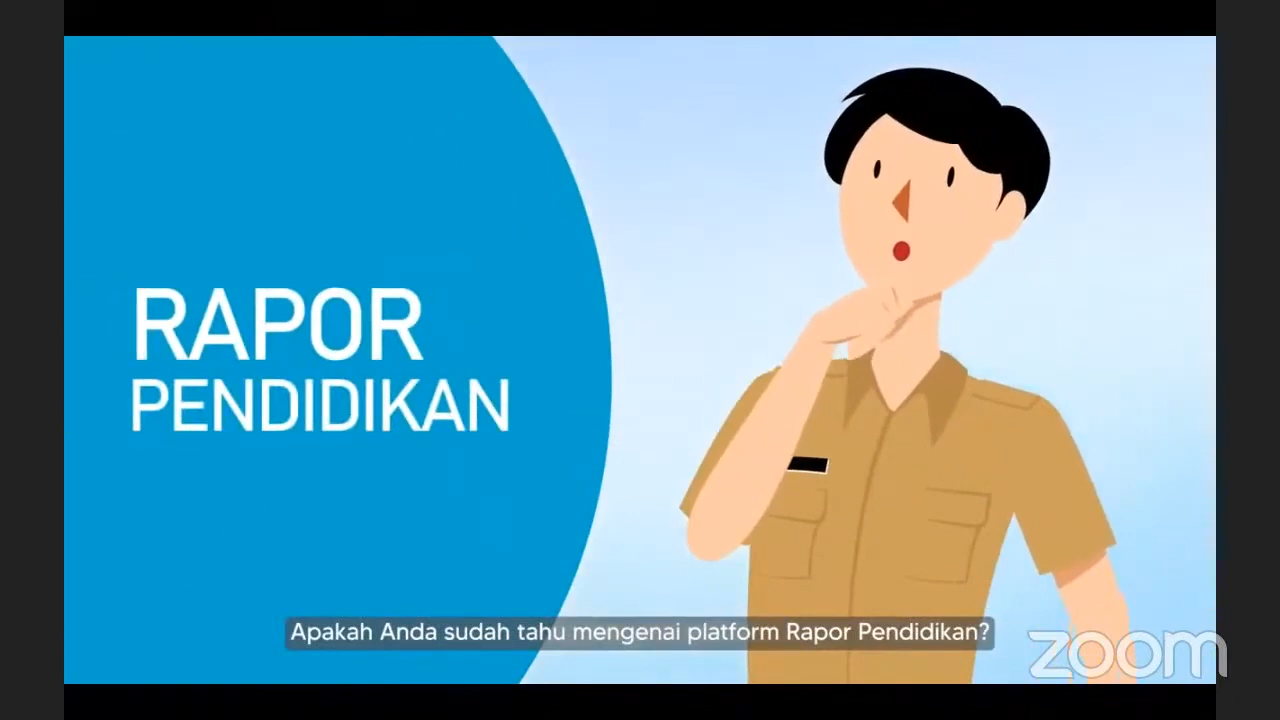 RAPOR
PENDIDIKAN
Apakah Anda sudah tahu mengenai platform Rapor Pendidikan?
zoom